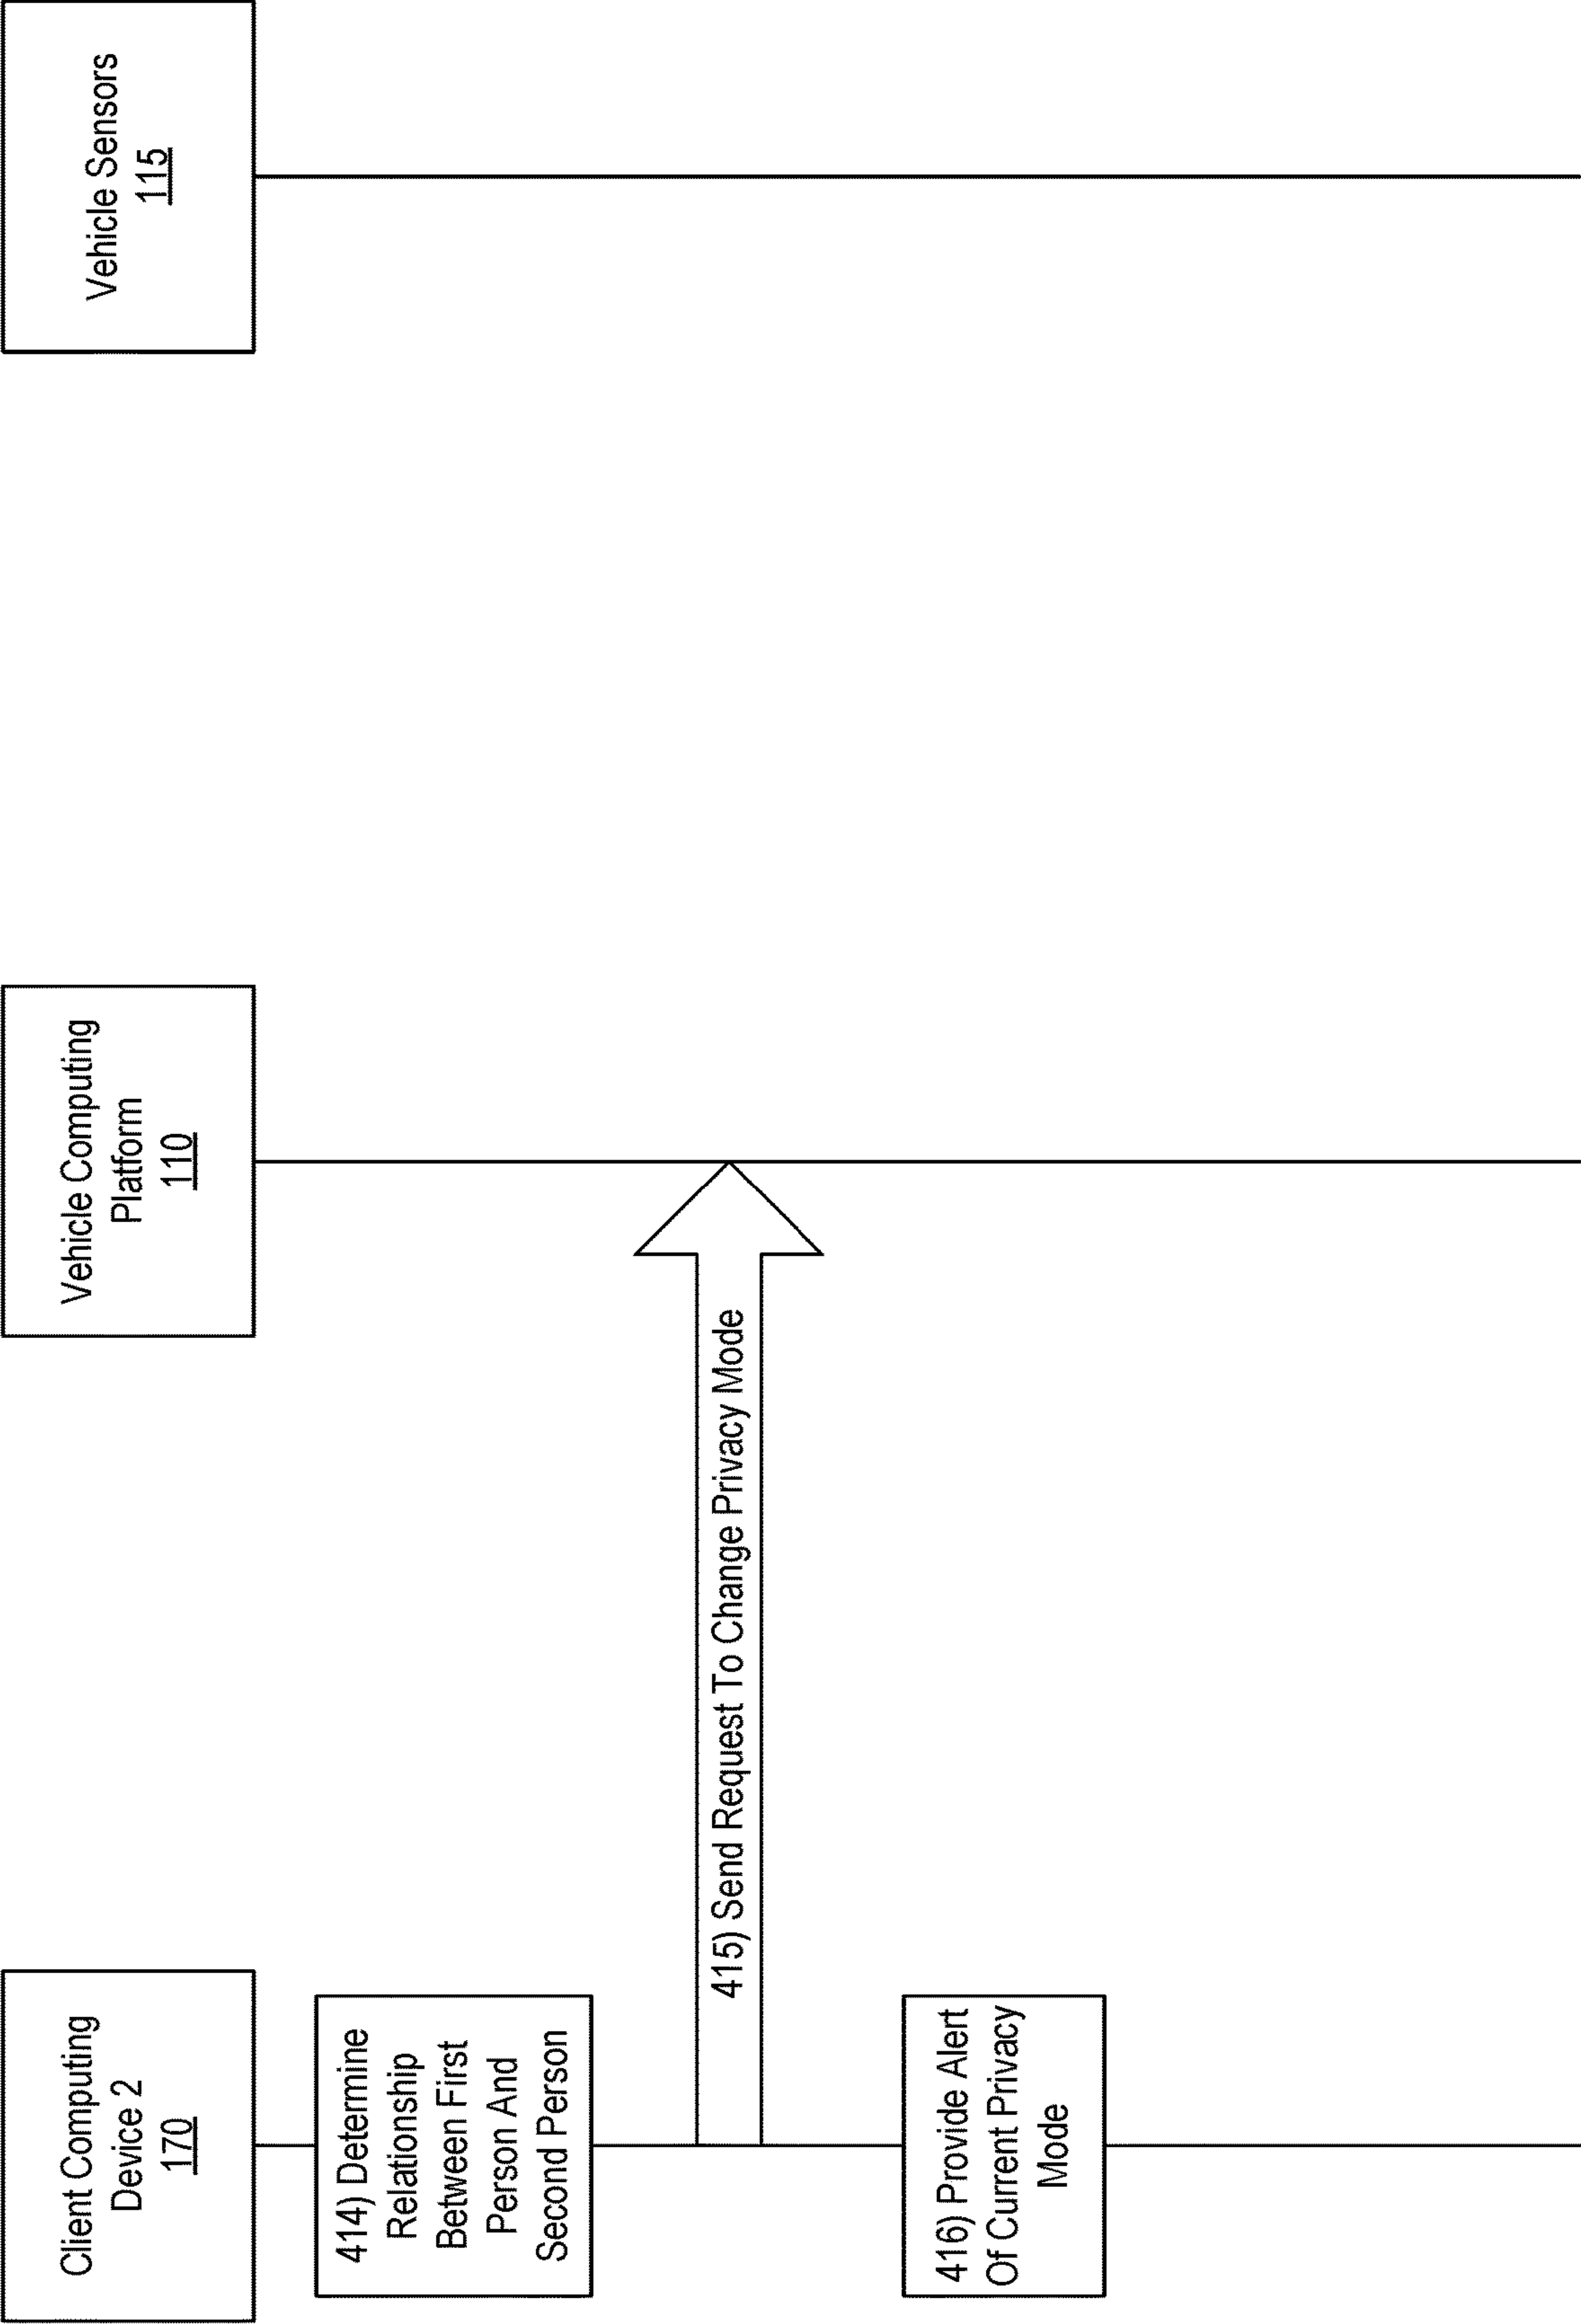 Client Computing
Device 2
170
Vehicle Computing
Platform
110
Vehicle Sensors
115
414) Determine
Relationship
Between First
Person And
Second Person
415) Send Request To Change Privacy Mode
416) Provide Alert
Of Current Privacy
Mode